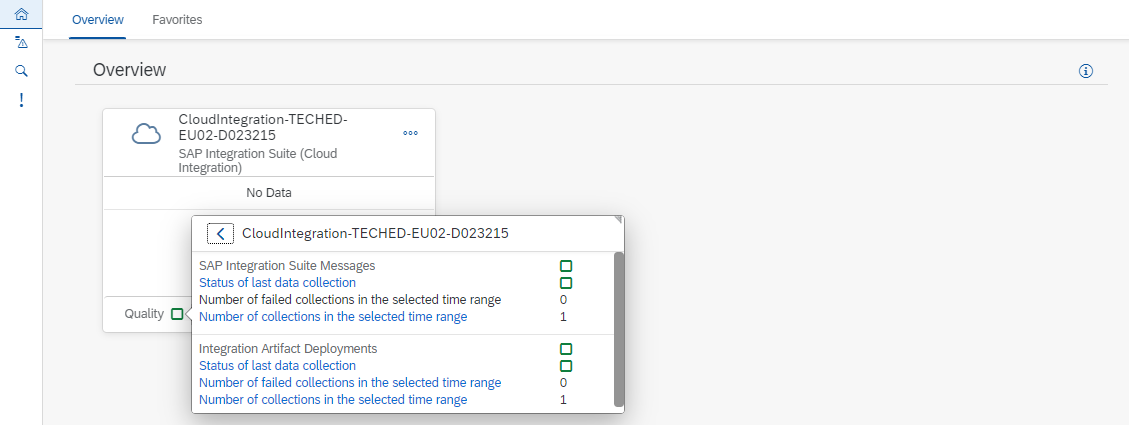 Overview
Favorites
Overview
CloudIntegration-TECHED-
EU02-D023215
SAP Integration Suite (Cloud
Integration)
No Data
Quality
CloudIntegration-TECHED-EU02-D023215
SAP Integration Suite Messages
Status of last data collection
Number of failed collections in the selected time range 0
Number of collections in the selected time range 1
Integration Artifact Deployments
Status of last data collection
Number of failed collections in the selected time range 0
Number of collections in the selected time range 1